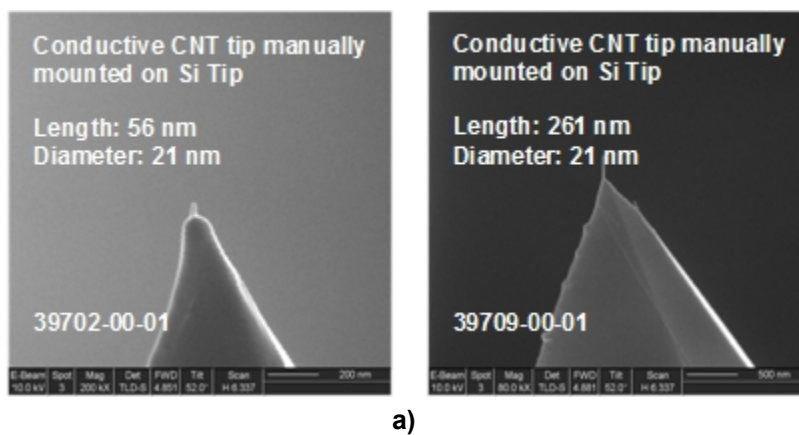 Conductive CNT tip manually
mounted on Si Tip
Length: 56 nm
Diameter: 21 nm
39702-00-01
E-Beam Spot Mag Det FWD Tilt Scan
10.0 kV 3 200 kX TLD-S 4.851 52.0° H 6.337 200 nm
Conductive CNT tip manually
mounted on Si Tip
Length: 261 nm
Diameter: 21 nm
39709-00-01
E-Beam Spot Mag Det FWD Tilt Scan
10.0 kV 3 80.0 kX TLD-S 4.881 52.0° H 6.337 500 nm
a)